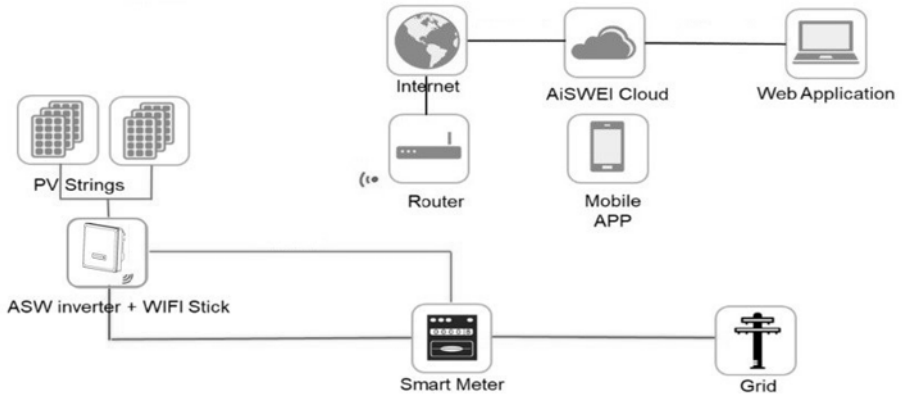 Internet
AiSWEI Cloud
Web Application
PV Strings
Router
Mobile
APP
ASW inverter + WIFI Stick
Smart Meter
Grid